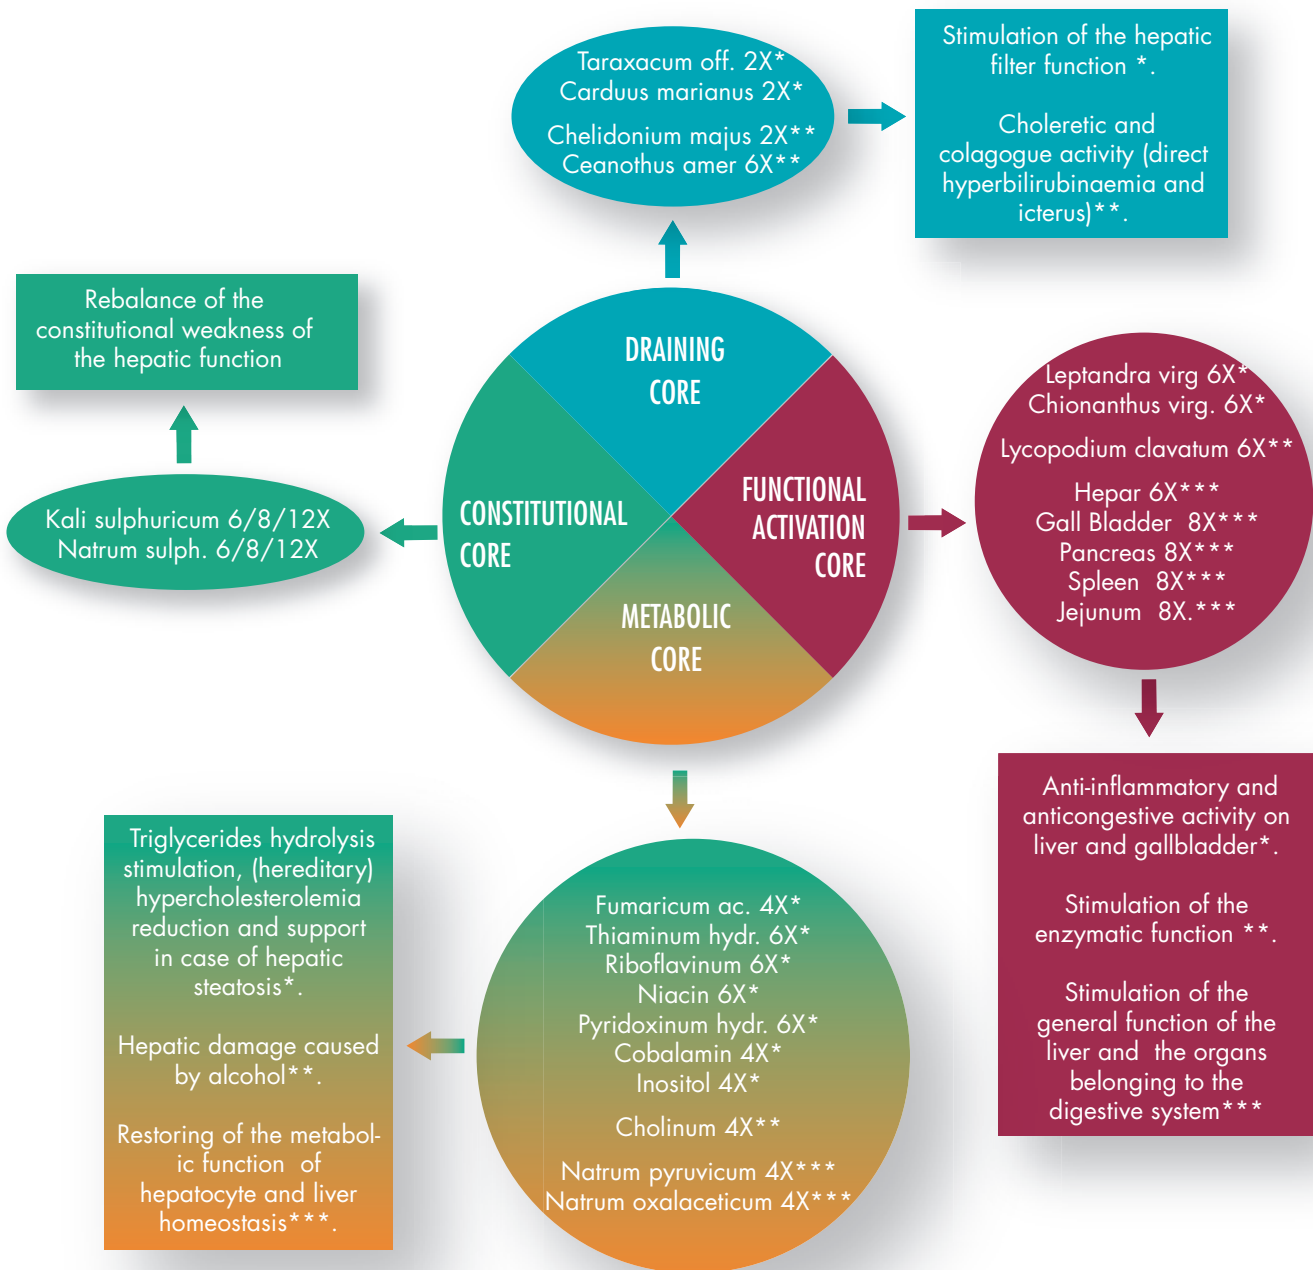 Taraxacum off. 2X*
Carduus marianus 2X*
Chelidonium majus 2X**
Ceanothus amer 6X**
Stimulation of the hepatic
filter function *.
Choleretic and
colagogue activity (direct
hyperbilirubinaemia and
icterus)**.
Rebalance of the
constitutional weakness of
the hepatic function
Kali sulphuricum 6/8/12X
Natrum sulph. 6/8/12X
DRAINING
CORE
CONSTITUTIONAL
CORE
FUNCTIONAL
ACTIVATION
CORE
METABOLIC
CORE
Leptandra virg 6X*
Chionanthus virg. 6X*
Lycopodium clavatum 6X**
Hepar 6X***
Gall Bladder 8X***
Pancreas 8X***
Spleen 8X***
Jejunum 8X.***
Anti-inflammatory and
anticongestive activity on
liver and gallbladder*.
Stimulation of the
enzymatic function **.
Stimulation of the
general function of the
liver and the organs
belonging to the
digestive system***
Fumaricum ac. 4X*
Thiaminum hydr. 6X*
Riboflavinum 6X*
Niacin 6X*
Pyridoxinum hydr. 6X*
Cobalamin 4X*
Inositol 4X*
Cholinum 4X**
Natrum pyruvicum 4X***
Natrum oxalaceticum 4X***
Triglycerides hydrolysis
stimulation, (hereditary)
hypercholesterolemia
reduction and support
in case of hepatic
steatosis*.
Hepatic damage caused
by alcohol**.
Restoring of the metabol-
ic function of
hepatocyte and liver
homeostasis***.